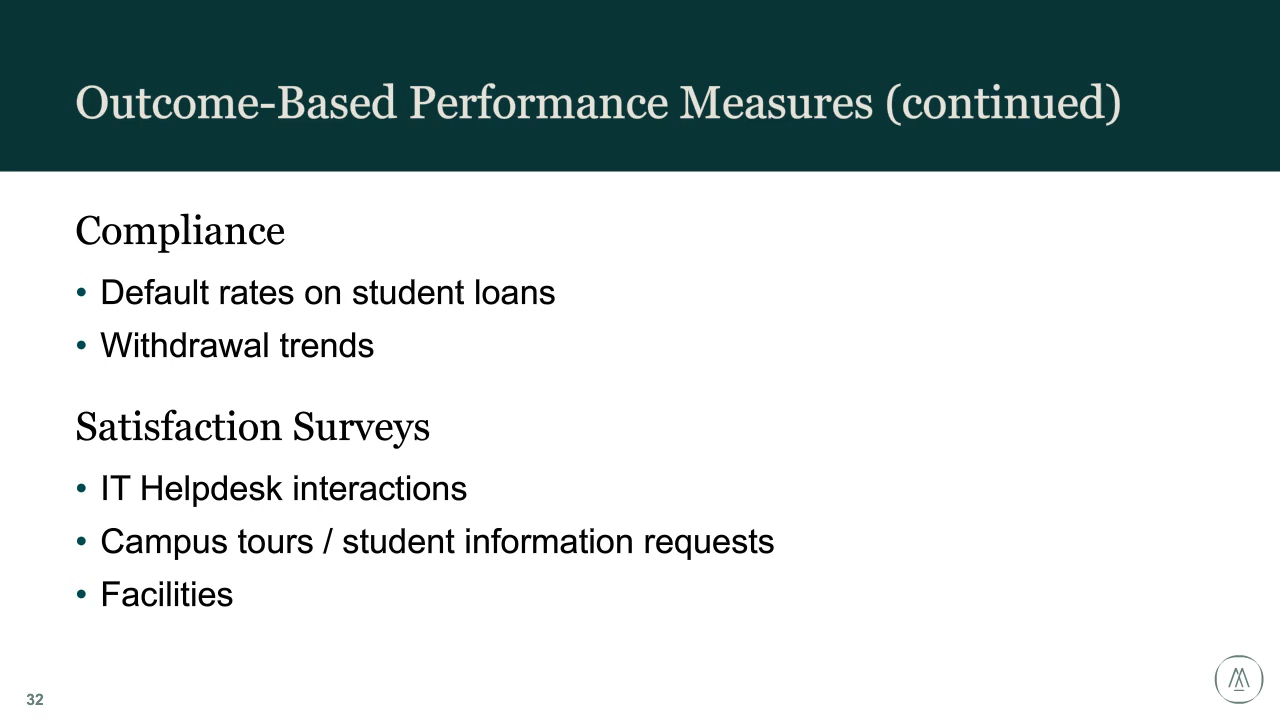 Outcome-Based Performance Measures (continued)
Compliance
• Default rates on student loans
• Withdrawal trends
Satisfaction Surveys
• IT Helpdesk interactions
• Campus tours / student information requests
• Facilities
32